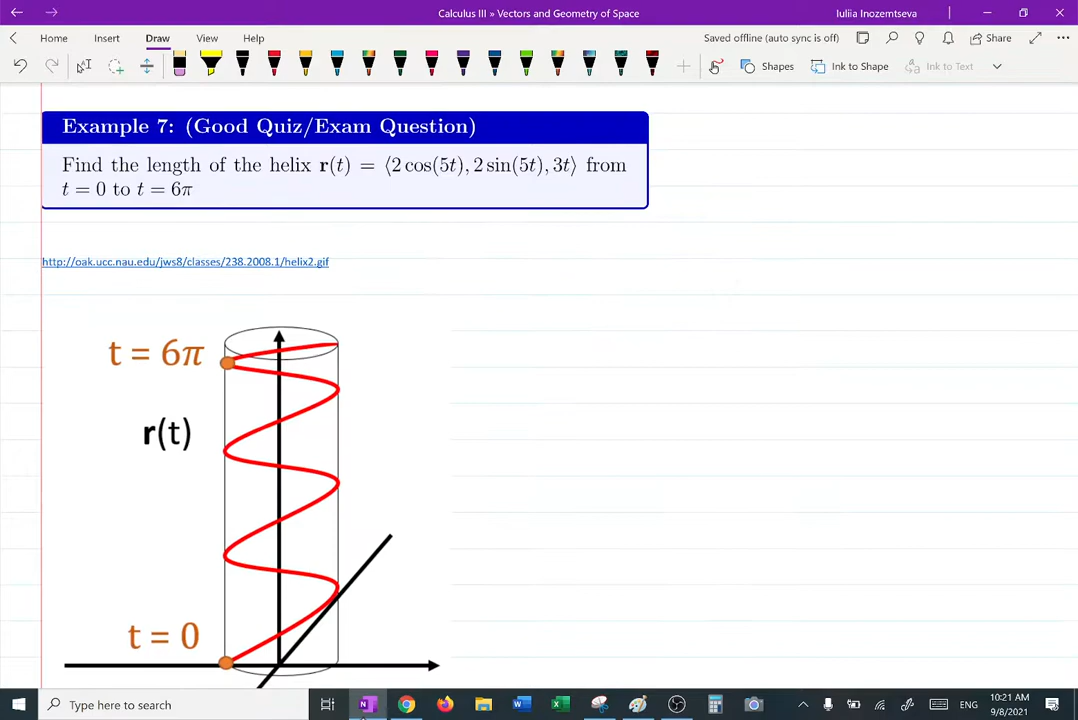 Calculus III » Vectors and Geometry of Space
Iuliia Inozemtseva
Home Insert Draw View Help
Saved offline (auto sync is off)
Share
Shapes
Ink to Shape
Ink to Text
Example 7: (Good Quiz/Exam Question)
Find the length of the helix r(t) = ⟨2 cos(5t), 2 sin(5t), 3t⟩ from
t = 0 to t = 6π
http://oak.ucc.nau.edu/jws8/classes/238.2008.1/helix2.gif
t = 6π
r(t)
t = 0
Type here to search
ENG
10:21 AM
9/8/2021